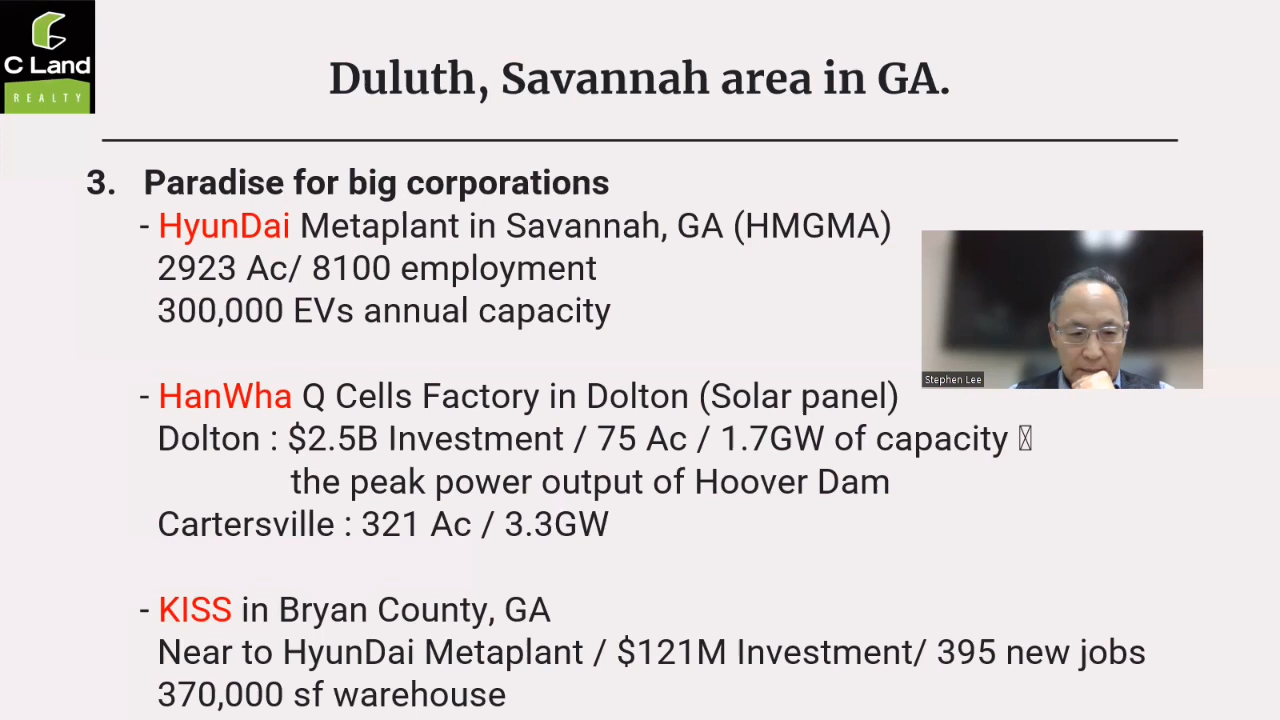 C Land
REALTY
Duluth, Savannah area in GA.
3. Paradise for big corporations
- HyunDai Metaplant in Savannah, GA (HMGMA)
2923 Ac/ 8100 employment
300,000 EVs annual capacity
Stephen Lee
- HanWha Q Cells Factory in Dolton (Solar panel)
Dolton : $2.5B Investment / 75 Ac / 1.7GW of capacity
the peak power output of Hoover Dam
Cartersville : 321 Ac / 3.3GW
- KISS in Bryan County, GA
Near to HyunDai Metaplant / $121M Investment/ 395 new jobs
370,000 sf warehouse